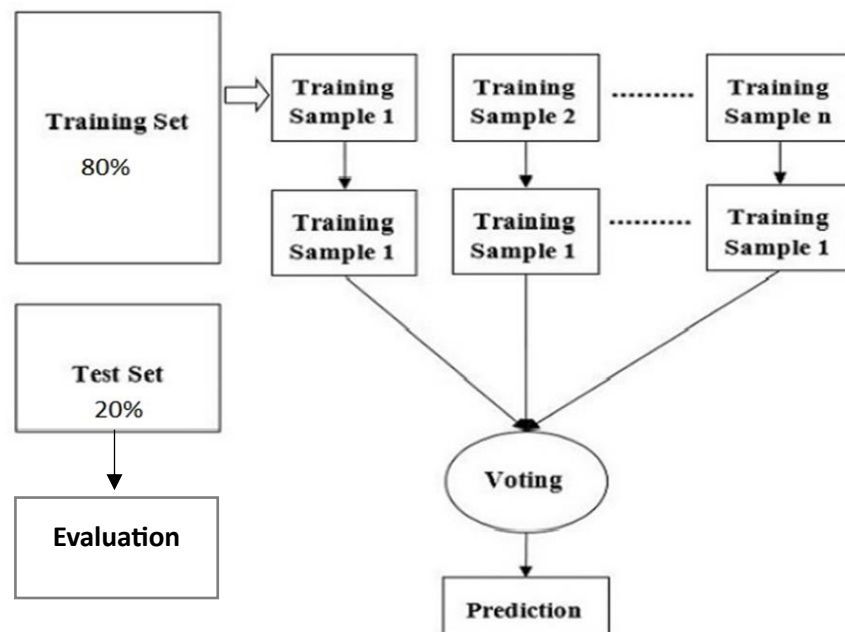 Training Set
80%
Training
Sample 1
Training
Sample 2
Training
Sample n
Training
Sample 1
Training
Sample 1
Training
Sample 1
Test Set
20%
Evaluation
Voting
Prediction